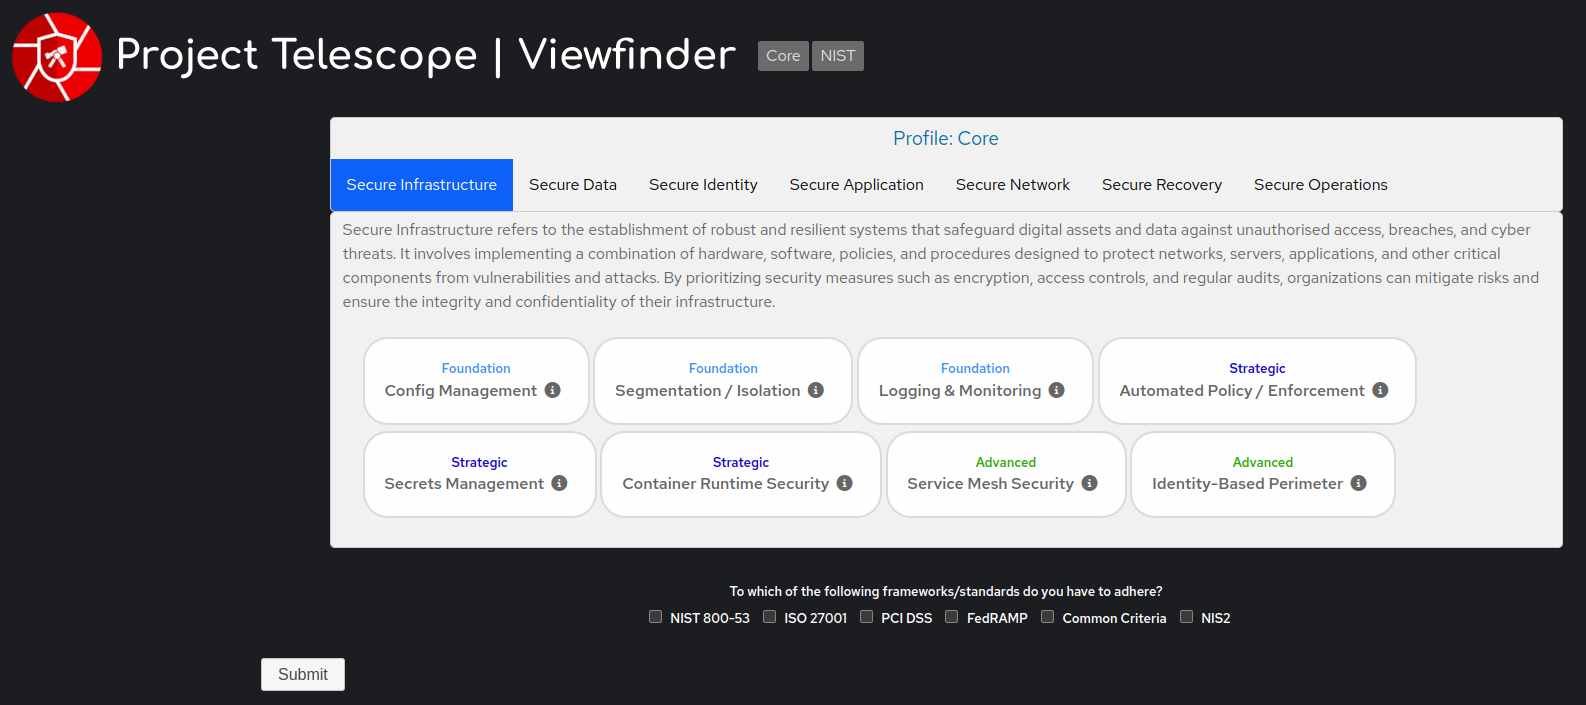 Project Telescope | Viewfinder Core NIST
Profile: Core
Secure Infrastructure Secure Data Secure Identity Secure Application Secure Network Secure Recovery Secure Operations
Secure Infrastructure refers to the establishment of robust and resilient systems that safeguard digital assets and data against unauthorised access, breaches, and cyber
threats. It involves implementing a combination of hardware, software, policies, and procedures designed to protect networks, servers, applications, and other critical
components from vulnerabilities and attacks. By prioritizing security measures such as encryption, access controls, and regular audits, organizations can mitigate risks and
ensure the integrity and confidentiality of their infrastructure.
Foundation
Config Management
Foundation
Segmentation / Isolation
Foundation
Logging & Monitoring
Strategic
Automated Policy / Enforcement
Strategic
Secrets Management
Strategic
Container Runtime Security
Advanced
Service Mesh Security
Advanced
Identity-Based Perimeter
To which of the following frameworks/standards do you have to adhere?
NIST 800-53 ISO 27001 PCI DSS FedRAMP Common Criteria NIS2
Submit